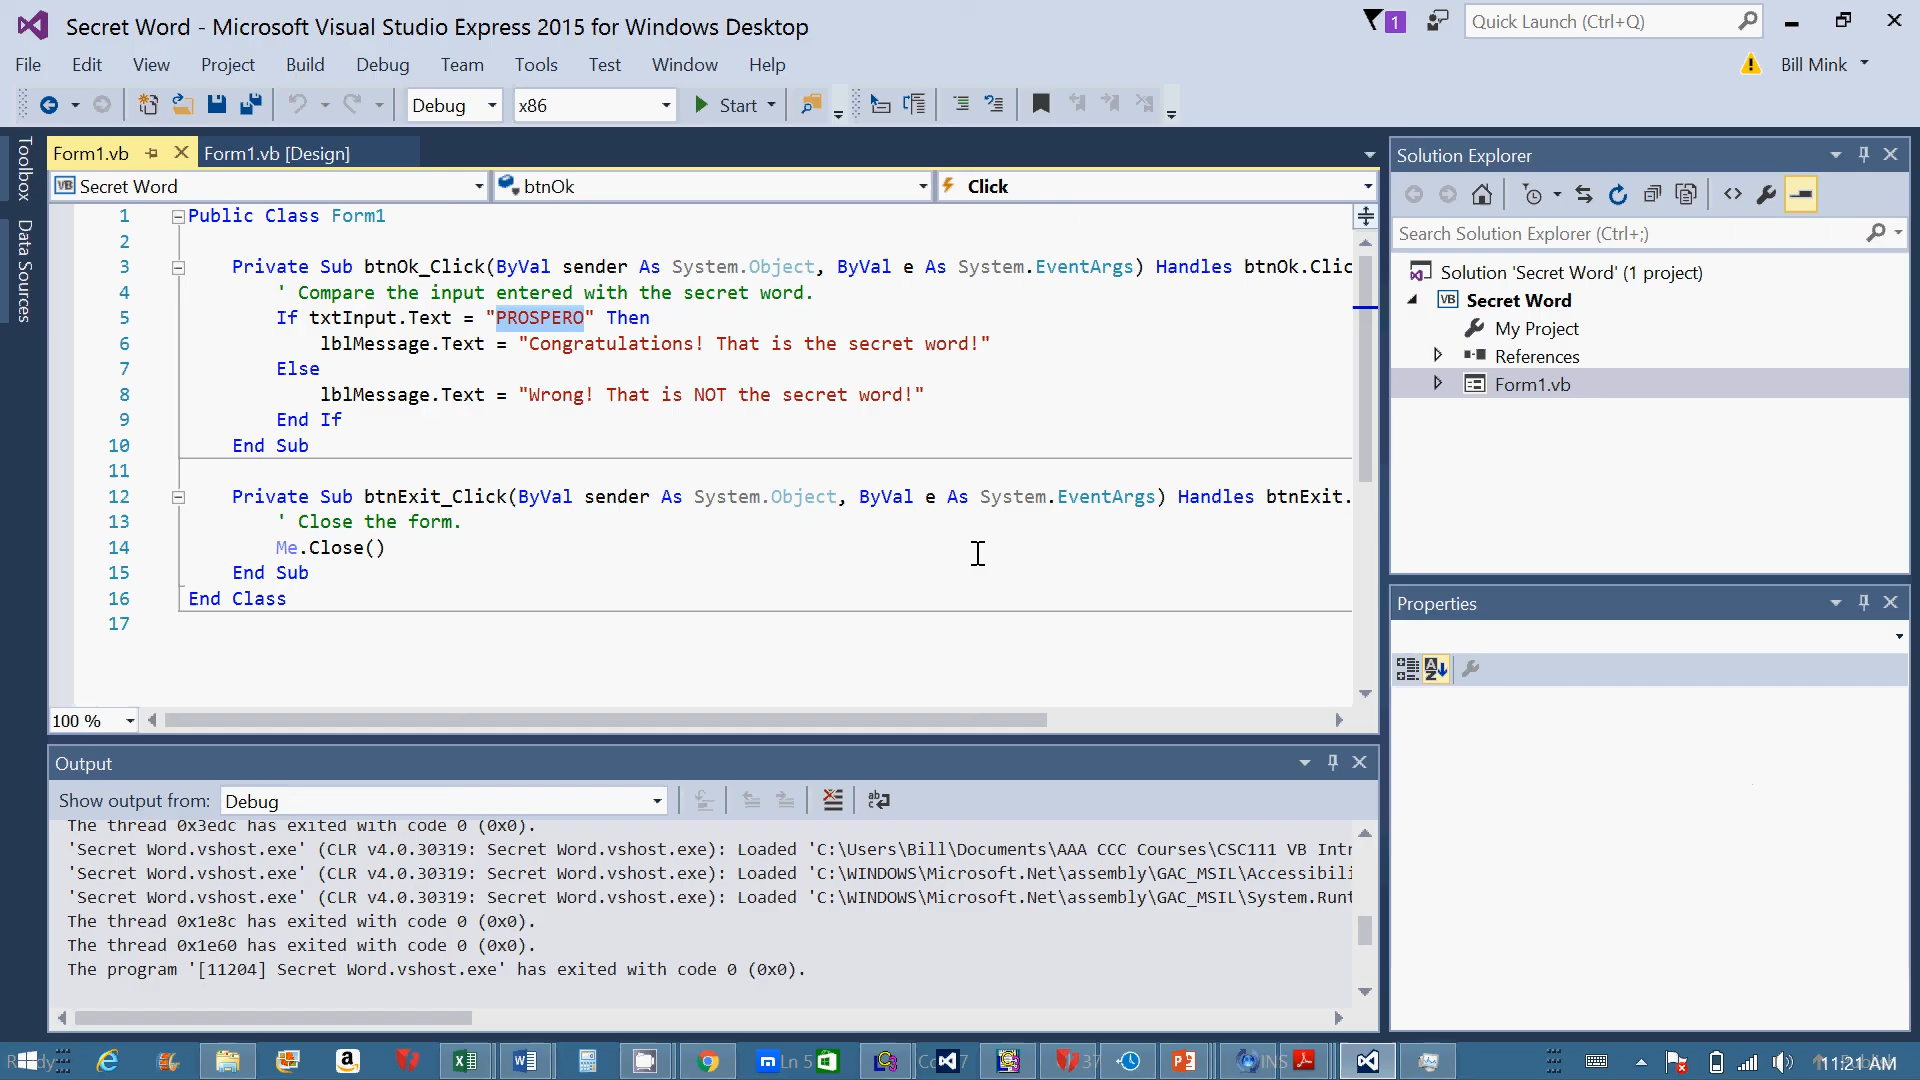 Secret Word - Microsoft Visual Studio Express 2015 for Windows Desktop
1
Quick Launch (Ctrl+Q)
File Edit View Project Build Debug Team Tools Test Window Help
Bill Mink
Debug x86 Start
Toolbox
Data Sources
Form1.vb Form1.vb [Design]
VB Secret Word btnOk Click
1 Public Class Form1
2
3 Private Sub btnOk_Click(ByVal sender As System.Object, ByVal e As System.EventArgs) Handles btnOk.Clic
4 ' Compare the input entered with the secret word.
5 If txtInput.Text = "PROSPERO" Then
6 lblMessage.Text = "Congratulations! That is the secret word!"
7 Else
8 lblMessage.Text = "Wrong! That is NOT the secret word!"
9 End If
10 End Sub
11
12 Private Sub btnExit_Click(ByVal sender As System.Object, ByVal e As System.EventArgs) Handles btnExit.
13 ' Close the form.
14 Me.Close()
15 End Sub
16 End Class
17
100 %
Solution Explorer
Search Solution Explorer (Ctrl+;)
Solution 'Secret Word' (1 project)
VB Secret Word
My Project
References
Form1.vb
Properties
Output
Show output from: Debug
The thread 0x3edc has exited with code 0 (0x0).
'Secret Word.vshost.exe' (CLR v4.0.30319: Secret Word.vshost.exe): Loaded 'C:\Users\Bill\Documents\AAA CCC Courses\CSC111 VB Intr
'Secret Word.vshost.exe' (CLR v4.0.30319: Secret Word.vshost.exe): Loaded 'C:\WINDOWS\Microsoft.Net\assembly\GAC_MSIL\Accessibili
'Secret Word.vshost.exe' (CLR v4.0.30319: Secret Word.vshost.exe): Loaded 'C:\WINDOWS\Microsoft.Net\assembly\GAC_MSIL\System.Runt
The thread 0x1e8c has exited with code 0 (0x0).
The thread 0x1e60 has exited with code 0 (0x0).
The program '[11204] Secret Word.vshost.exe' has exited with code 0 (0x0).
Ln 5 INS 11:21 AM